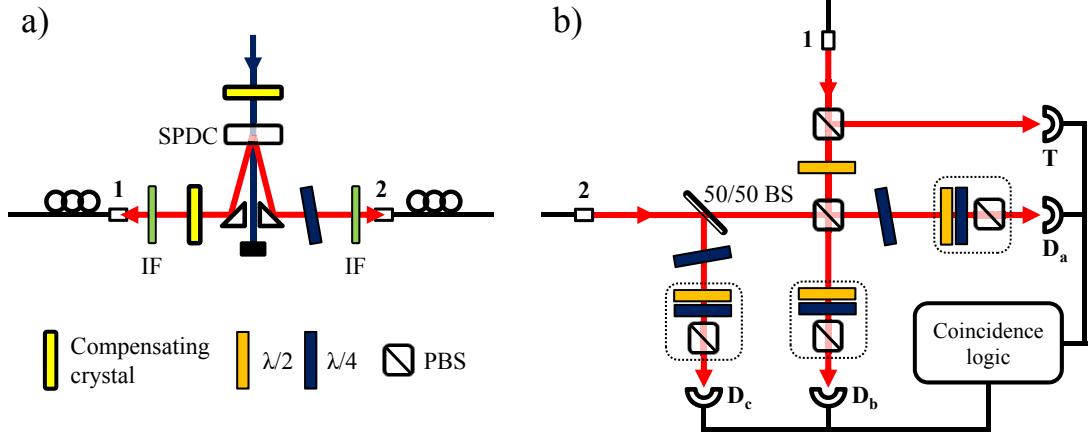 a)
SPDC
1
2
IF
IF
Compensating
crystal
λ/2
λ/4
PBS
b)
1
T
2
50/50 BS
Da
Coincidence
logic
Dc
Db